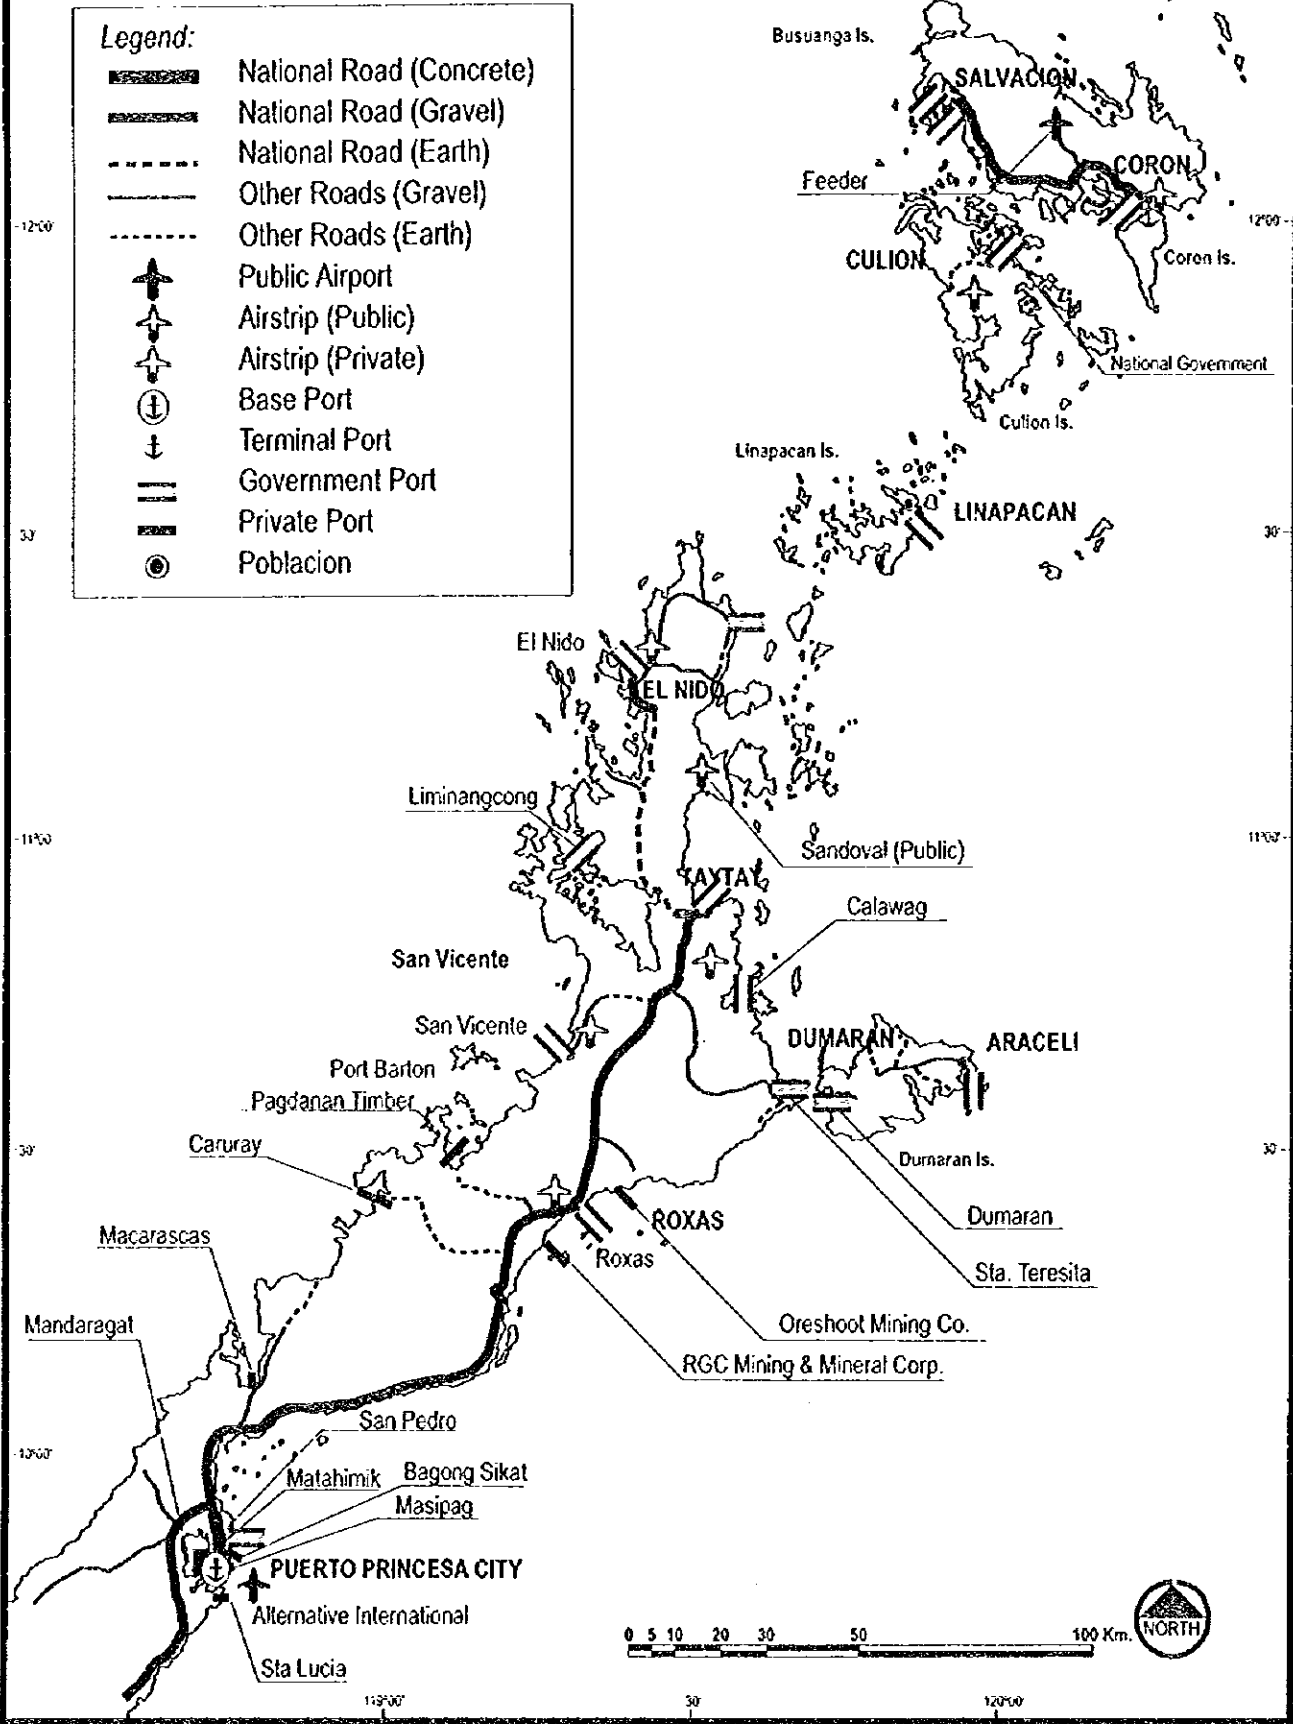 Legend:
National Road (Concrete)
National Road (Gravel)
National Road (Earth)
Other Roads (Gravel)
Other Roads (Earth)
Public Airport
Airstrip (Public)
Airstrip (Private)
Base Port
Terminal Port
Government Port
Private Port
Poblacion
Busuanga Is.
SALVACION
Feeder
CORON
12°00'
12°00'
CULION
Coron Is.
National Government
Culion Is.
Linapacan Is.
LINAPACAN
30'
30'
El Nido
EL NIDO
Liminangcong
11°00'
11°00'
Sandoval (Public)
TAYTAY
Calawag
San Vicente
San Vicente
DUMARAN
ARACELI
Port Barton
Pagdanan Timber
Caruray
30'
30'
Dumaran Is.
Dumaran
ROXAS
Roxas
Macarascas
Sta. Teresita
Mandaragat
Oreshoot Mining Co.
RGC Mining & Mineral Corp.
San Pedro
10°00'
Matahimik
Bagong Sikat
Masipag
PUERTO PRINCESA CITY
Alternative International
Sta Lucia
0 5 10 20 30 50 100 Km.
NORTH
119°00'
30'
120°00'